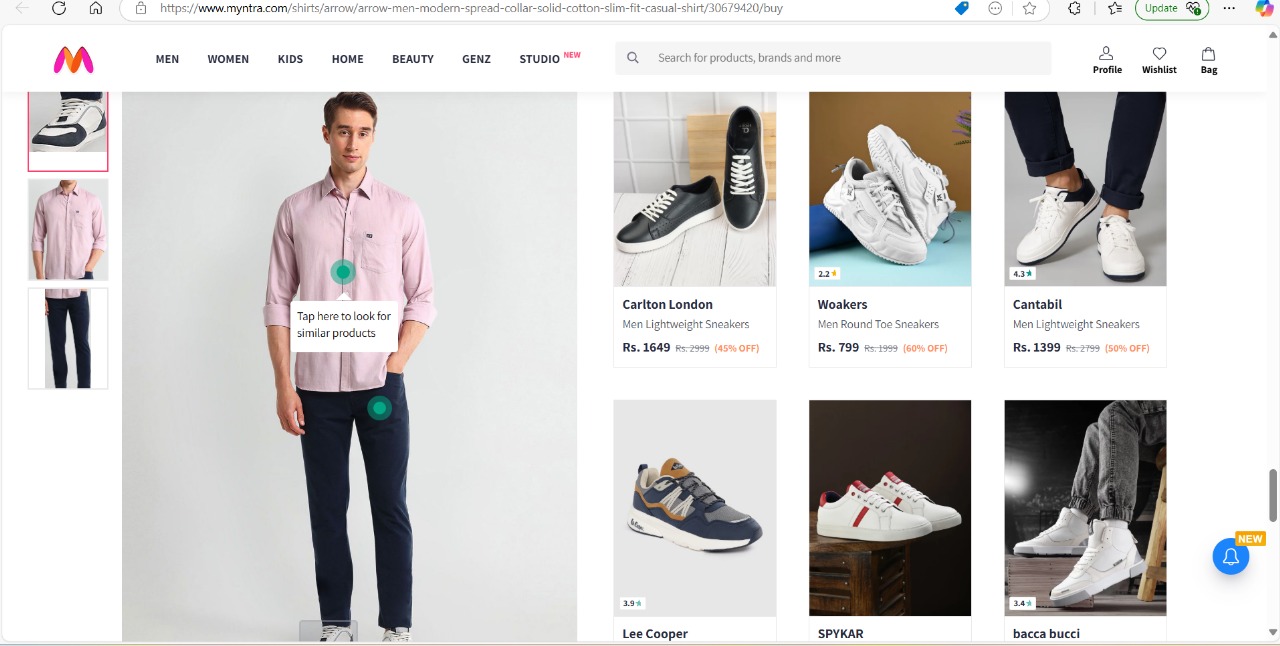 https://www.myntra.com/shirts/arrow/arrow-men-modern-spread-collar-solid-cotton-slim-fit-casual-shirt/30679420/buy
Update
MEN
WOMEN
KIDS
HOME
BEAUTY
GENZ
STUDIO NEW
Search for products, brands and more
Profile
Wishlist
Bag
Tap here to look for
similar products
2.2
4.3
Carlton London
Men Lightweight Sneakers
Rs. 1649 Rs. 2999 (45% OFF)
Woakers
Men Round Toe Sneakers
Rs. 799 Rs. 1999 (60% OFF)
Cantabil
Men Lightweight Sneakers
Rs. 1399 Rs. 2799 (50% OFF)
3.9
3.4
Lee Cooper
SPYKAR
bacca bucci
NEW